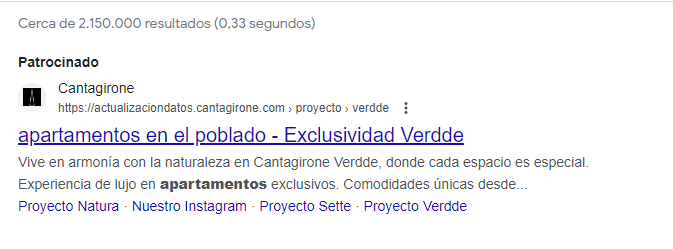 Cerca de 2.150.000 resultados (0,33 segundos)
Patrocinado
Cantagirone
https://actualizaciondatos.cantagirone.com › proyecto › verdde
apartamentos en el poblado - Exclusividad Verdde
Vive en armonía con la naturaleza en Cantagirone Verdde, donde cada espacio es especial.
Experiencia de lujo en apartamentos exclusivos. Comodidades únicas desde...
Proyecto Natura · Nuestro Instagram · Proyecto Sette · Proyecto Verdde